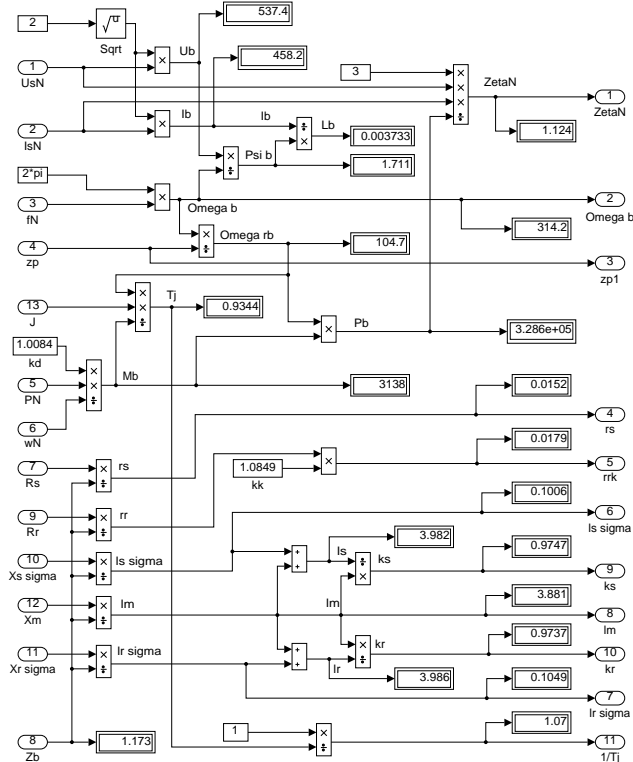 2
√u
Sqrt
537.4
458.2
1
UsN
×
Ub
3
×
×
×
÷
ZetaN
1
ZetaN
1.124
2
IsN
×
Ib
Ib
÷
×
Lb
0.003733
×
÷
Psi b
1.711
2*pi
3
fN
×
Omega b
2
Omega b
314.2
4
zp
×
÷
Omega rb
104.7
3
zp1
13
J
×
×
÷
Tj
0.9344
×
Pb
3.286e+05
1.0084
kd
5
PN
6
wN
×
×
÷
Mb
3138
0.0152
4
rs
7
Rs
×
÷
rs
1.0849
kk
×
0.0179
5
rrk
9
Rr
×
÷
rr
0.1006
6
ls sigma
10
Xs sigma
×
÷
ls sigma
+
+
ls
3.982
÷
×
ks
0.9747
9
ks
12
Xm
×
÷
lm
lm
3.881
8
lm
11
Xr sigma
×
÷
lr sigma
+
+
lr
×
÷
kr
0.9737
10
kr
3.986
0.1049
7
lr sigma
8
Zb
1.173
1
×
÷
1.07
11
1/Tj